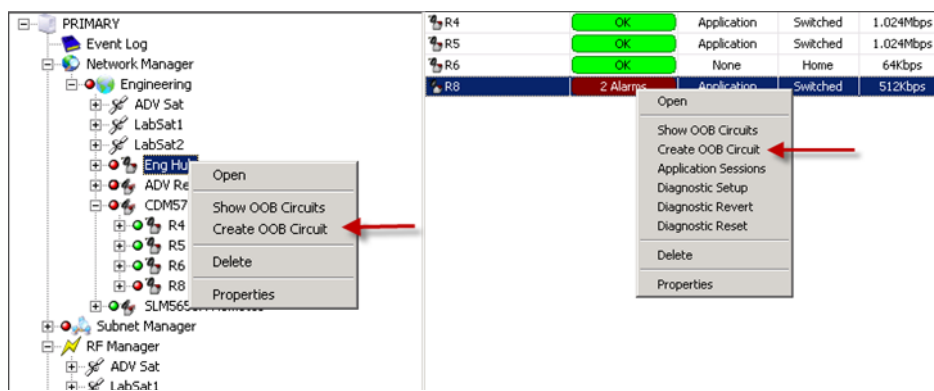 PRIMARY
Event Log
Network Manager
Engineering
ADV Sat
LabSat1
LabSat2
Eng Hub
ADV Re
CDM57
R4
R5
R6
R8
Subnet Manager
RF Manager
ADV Sat
LabSat1
Open
Show OOB Circuits
Create OOB Circuit
Delete
Properties
R4 OK Application Switched 1.024Mbps
R5 OK Application Switched 1.024Mbps
R6 OK None Home 64Kbps
R8 2 Alarms Application Switched 512Kbps
Open
Show OOB Circuits
Create OOB Circuit
Application Sessions
Diagnostic Setup
Diagnostic Revert
Diagnostic Reset
Delete
Properties